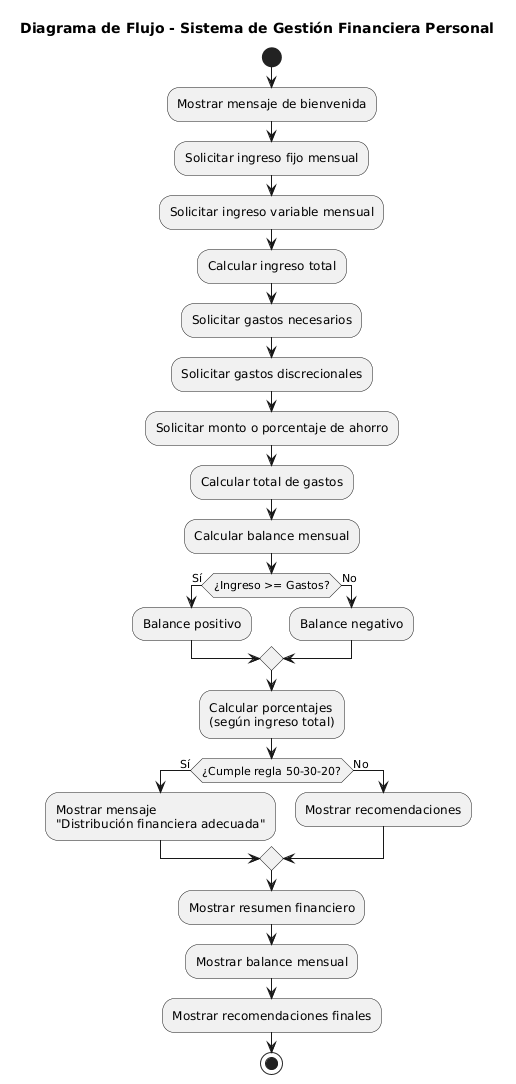 Diagrama de Flujo - Sistema de Gestión Financiera Personal
Mostrar mensaje de bienvenida
Solicitar ingreso fijo mensual
Solicitar ingreso variable mensual
Calcular ingreso total
Solicitar gastos necesarios
Solicitar gastos discrecionales
Solicitar monto o porcentaje de ahorro
Calcular total de gastos
Calcular balance mensual
Sí
¿Ingreso >= Gastos?
No
Balance positivo
Balance negativo
Calcular porcentajes
(según ingreso total)
Sí
¿Cumple regla 50-30-20?
No
Mostrar mensaje
"Distribución financiera adecuada"
Mostrar recomendaciones
Mostrar resumen financiero
Mostrar balance mensual
Mostrar recomendaciones finales